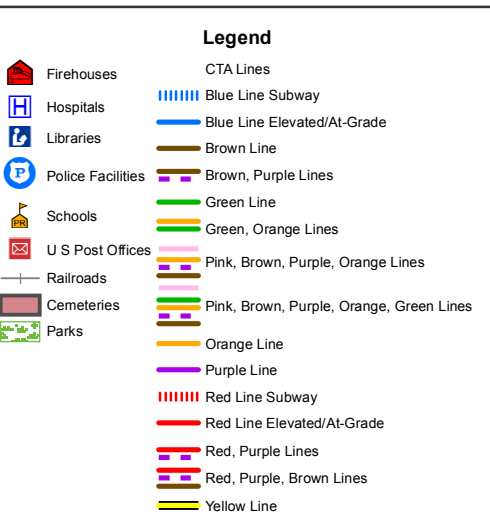 Legend
Firehouses
Hospitals
H
Libraries
Police Facilities
P
Schools
PR
U S Post Offices
Railroads
Cemeteries
Parks
CTA Lines
Blue Line Subway
Blue Line Elevated/At-Grade
Brown Line
Brown, Purple Lines
Green Line
Green, Orange Lines
Pink, Brown, Purple, Orange Lines
Pink, Brown, Purple, Orange, Green Lines
Orange Line
Purple Line
Red Line Subway
Red Line Elevated/At-Grade
Red, Purple Lines
Red, Purple, Brown Lines
Yellow Line